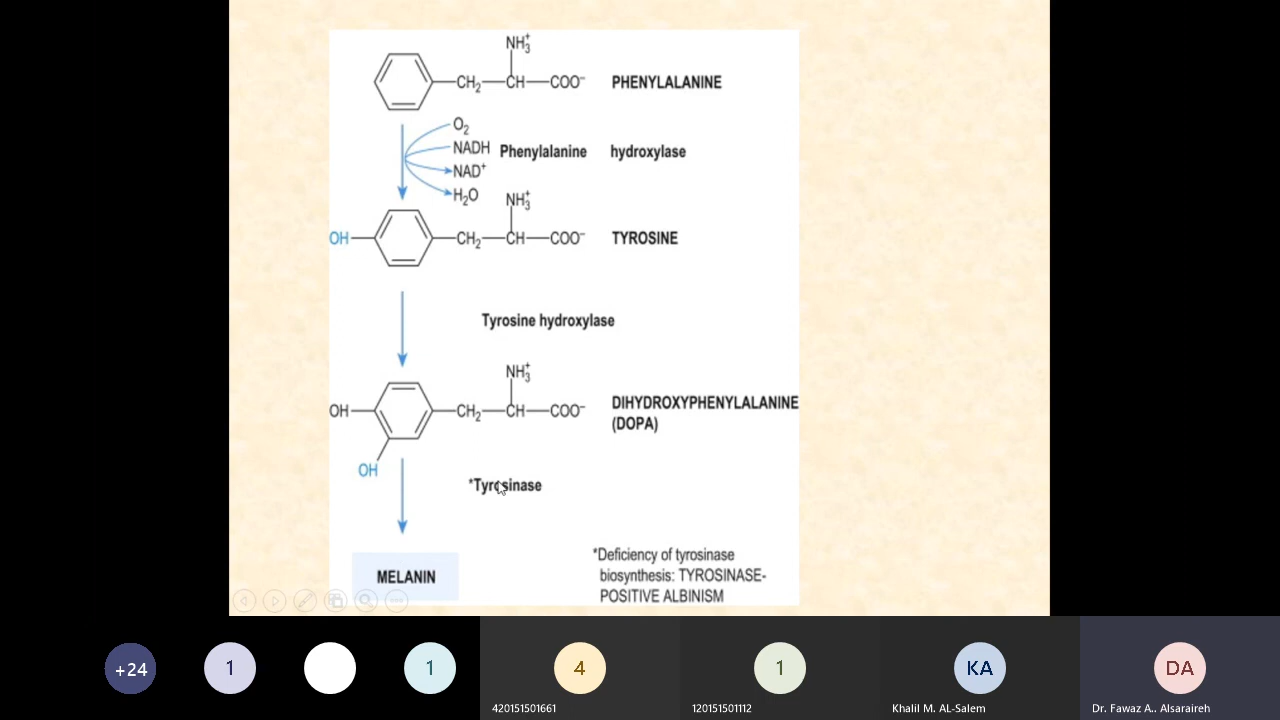 NH₃⁺
CH₂—CH—COO⁻ PHENYLALANINE
O₂
NADH Phenylalanine hydroxylase
NAD⁺
H₂O NH₃⁺
OH CH₂—CH—COO⁻ TYROSINE
Tyrosine hydroxylase
NH₃⁺
OH CH₂—CH—COO⁻ DIHYDROXYPHENYLALANINE
(DOPA)
OH
*Tyrosinase
*Deficiency of tyrosinase
biosynthesis: TYROSINASE-
POSITIVE ALBINISM
MELANIN
+24 1 1 4 1 KA DA
420151501661 120151501112 Khalil M. AL-Salem Dr. Fawaz A.. Alsaraireh